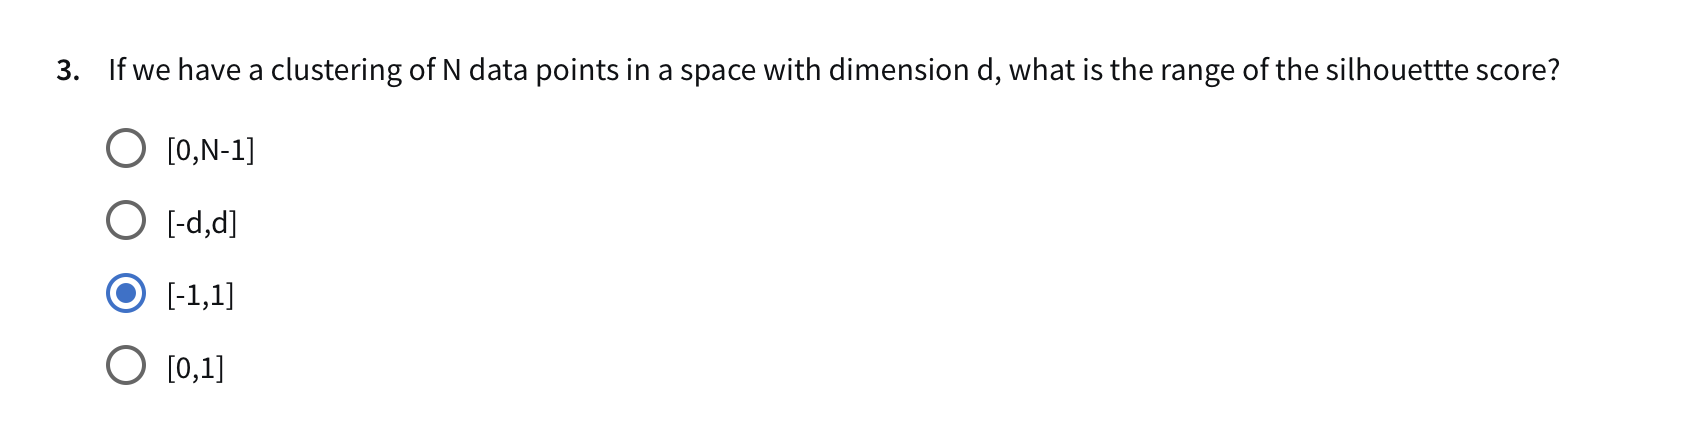 3. If we have a clustering of N data points in a space with dimension d, what is the range of the silhouettte score?
[0,N-1]
[-d,d]
[-1,1]
[0,1]